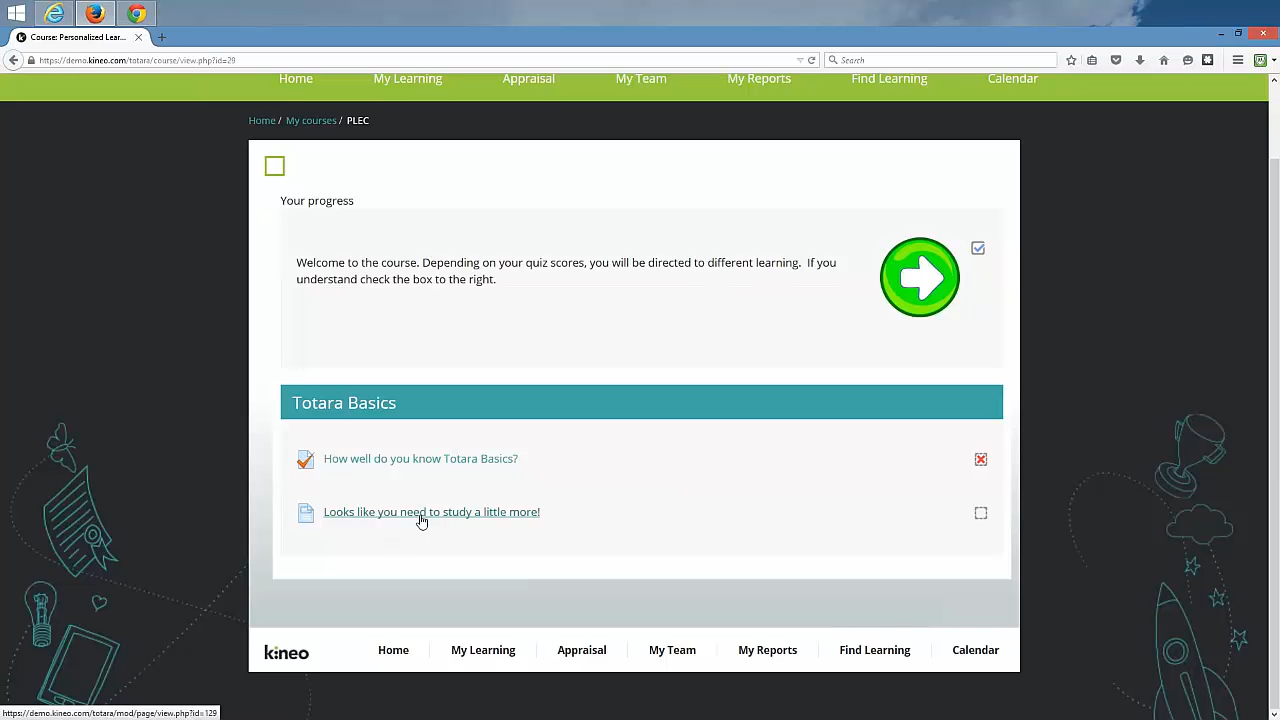 Course: Personalized Lear...
https://demo.kineo.com/totara/course/view.php?id=29
Search
Home My Learning Appraisal My Team My Reports Find Learning Calendar
Home / My courses / PLEC
Your progress
Welcome to the course. Depending on your quiz scores, you will be directed to different learning. If you
understand check the box to the right.
Totara Basics
How well do you know Totara Basics?
Looks like you need to study a little more!
kineo
Home My Learning Appraisal My Team My Reports Find Learning Calendar
https://demo.kineo.com/totara/mod/page/view.php?id=129